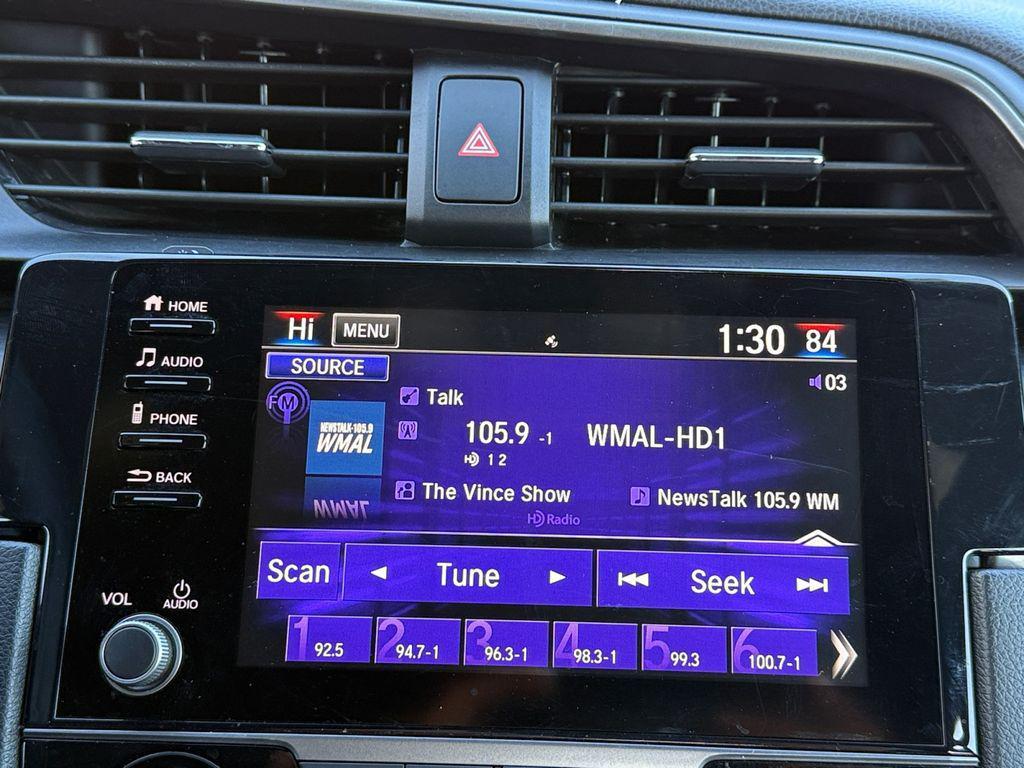 HOME
AUDIO
PHONE
BACK
VOL
AUDIO
Hi
MENU
1:30
84
SOURCE
03
FM
NEWSTALK·105.9
WMAL
WMAL
Talk
105.9 -1
WMAL-HD1
HD 1 2
The Vince Show
NewsTalk 105.9 WM
HD Radio
Scan
Tune
Seek
1 92.5
2 94.7-1
3 96.3-1
4 98.3-1
5 99.3
6 100.7-1